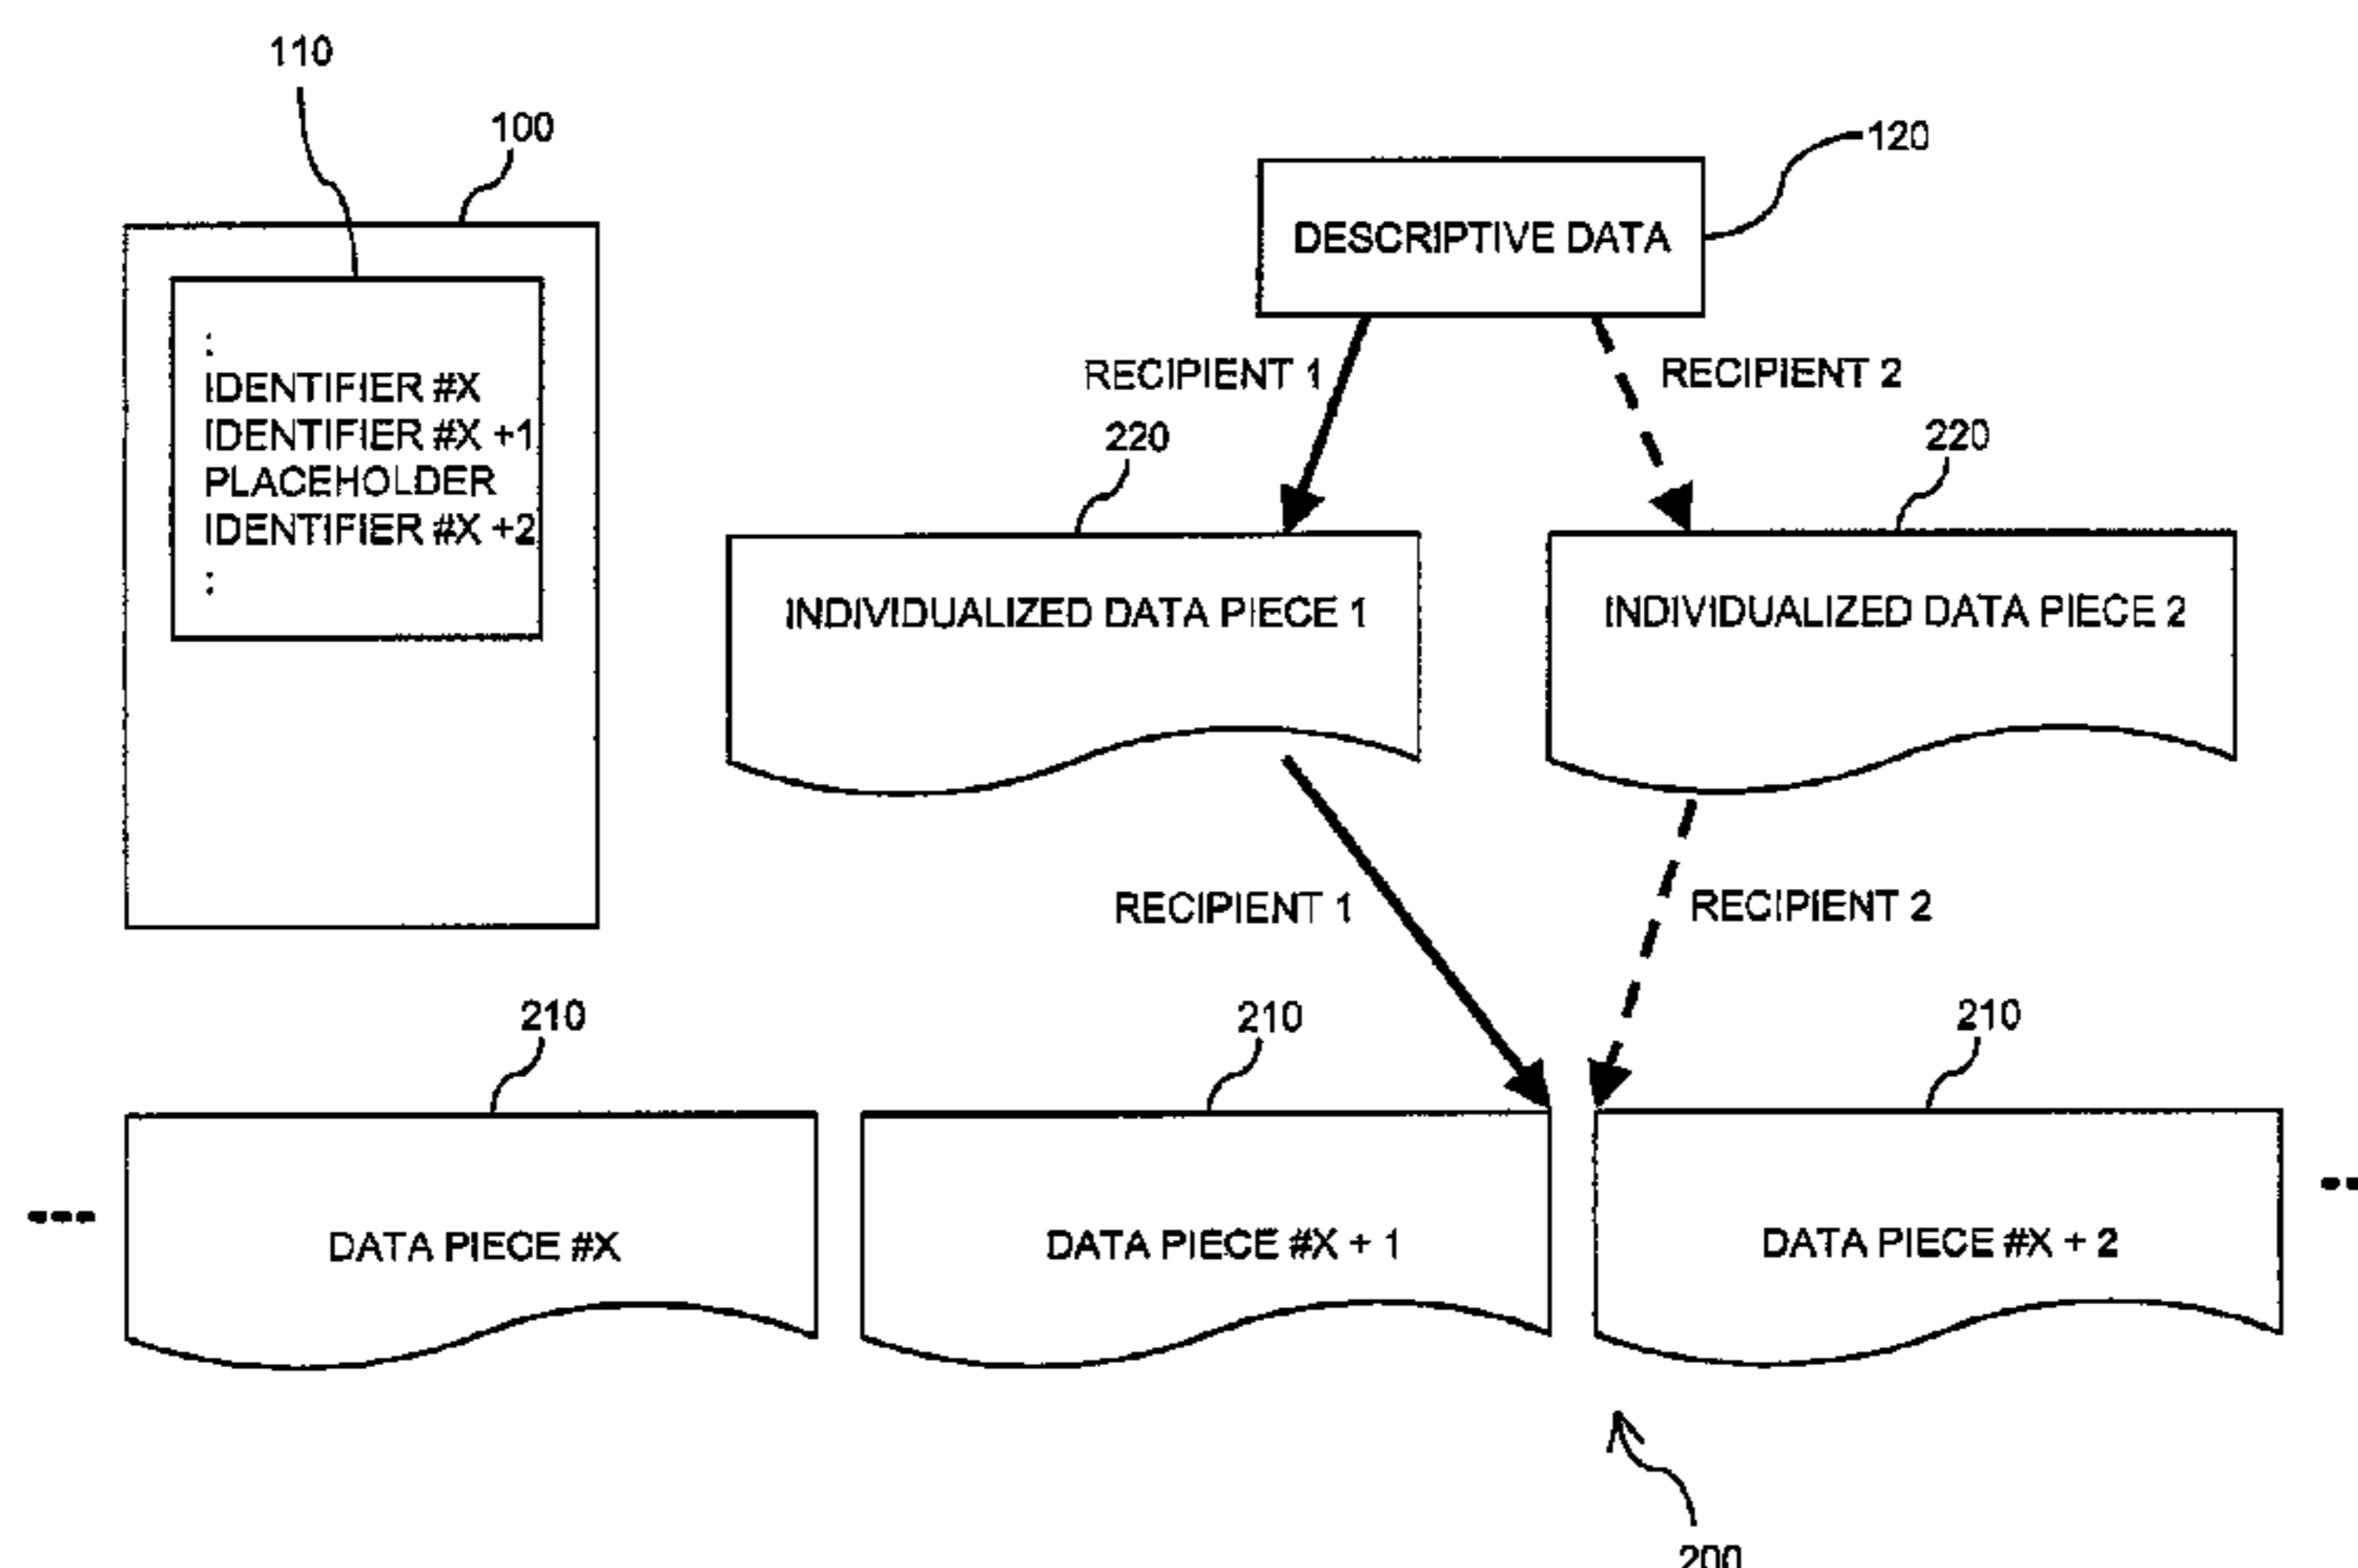 110
100
120
DESCRIPTIVE DATA
:
IDENTIFIER #X
IDENTIFIER #X +1
PLACEHOLDER
IDENTIFIER #X +2
:
RECIPIENT 1
RECIPIENT 2
220
220
INDIVIDUALIZED DATA PIECE 1
INDIVIDUALIZED DATA PIECE 2
RECIPIENT 1
RECIPIENT 2
210
210
210
DATA PIECE #X
DATA PIECE #X + 1
DATA PIECE #X + 2
200